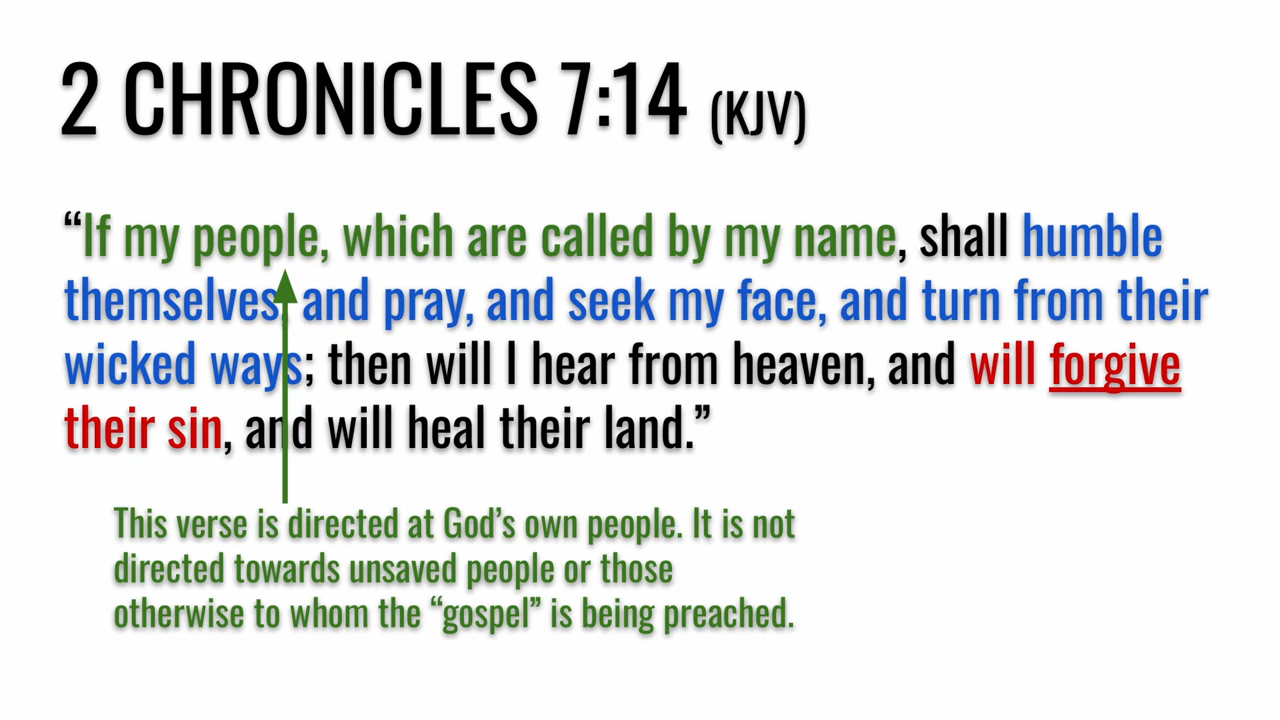 2 CHRONICLES 7:14 (KJV)
“If my people, which are called by my name, shall humble
themselves, and pray, and seek my face, and turn from their
wicked ways; then will I hear from heaven, and will forgive
their sin, and will heal their land.”
This verse is directed at God’s own people. It is not
directed towards unsaved people or those
otherwise to whom the “gospel” is being preached.